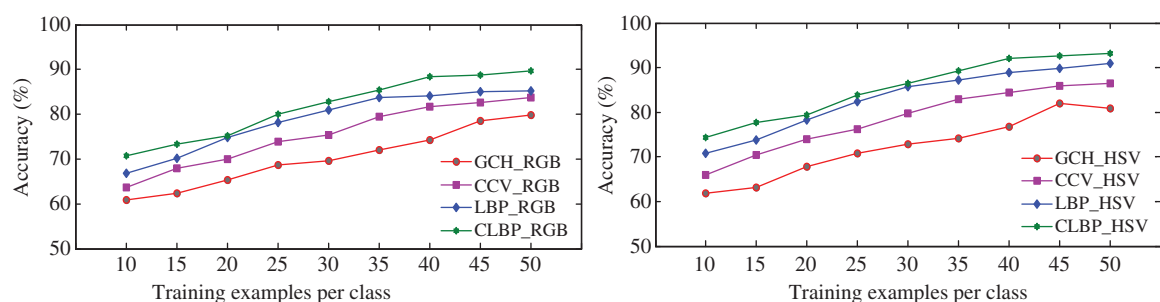 100
90
80
70
60
50
Accuracy (%)
10 15 20 25 30 35 40 45 50
Training examples per class
GCH_RGB
CCV_RGB
LBP_RGB
CLBP_RGB
100
90
80
70
60
50
Accuracy (%)
10 15 20 25 30 35 40 45 50
Training examples per class
GCH_HSV
CCV_HSV
LBP_HSV
CLBP_HSV